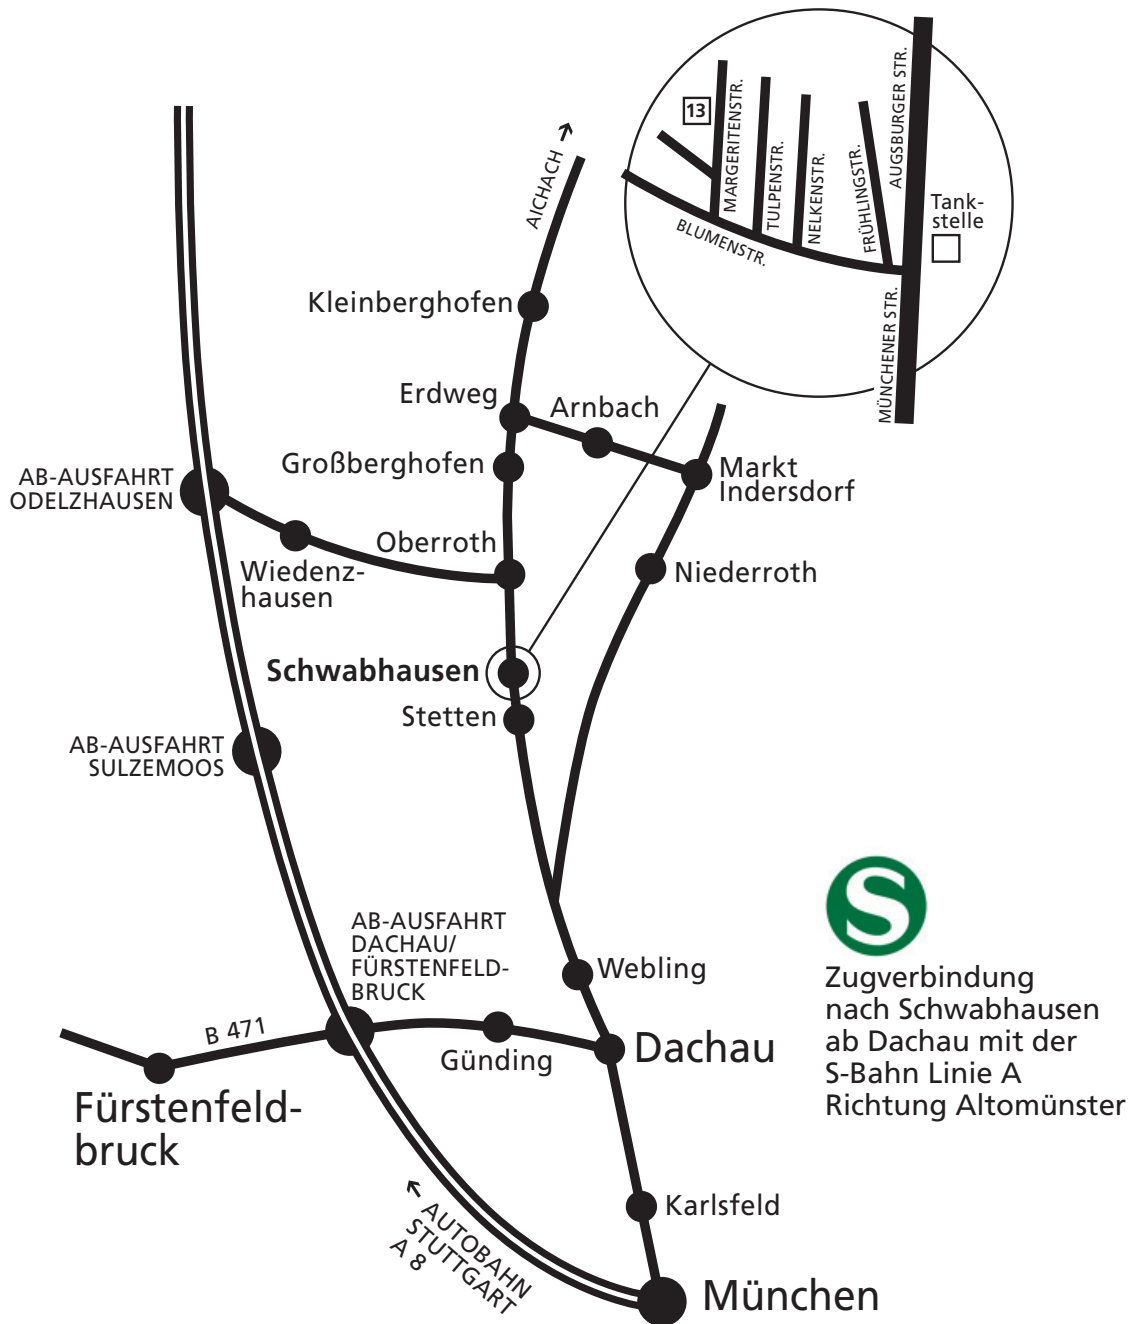 AUGSBURGER STR.
13
MARGERITENSTR.
TULPENSTR.
NELKENSTR.
FRÜHLINGSTR.
Tank-
stelle
BLUMENSTR.
MÜNCHENER STR.
AICHACH →
Kleinberghofen
Erdweg
Arnbach
Großberghofen
Markt
Indersdorf
AB-AUSFAHRT
ODELZHAUSEN
Oberroth
Wiedenz-
hausen
Niederroth
Schwabhausen
Stetten
AB-AUSFAHRT
SULZEMOOS
AB-AUSFAHRT
DACHAU/
FÜRSTENFELD-
BRUCK
Webling
B 471
Günding
Dachau
Fürstenfeld-
bruck
S
Zugverbindung
nach Schwabhausen
ab Dachau mit der
S-Bahn Linie A
Richtung Altomünster
Karlsfeld
← AUTOBAHN
STUTTGART
A 8
München